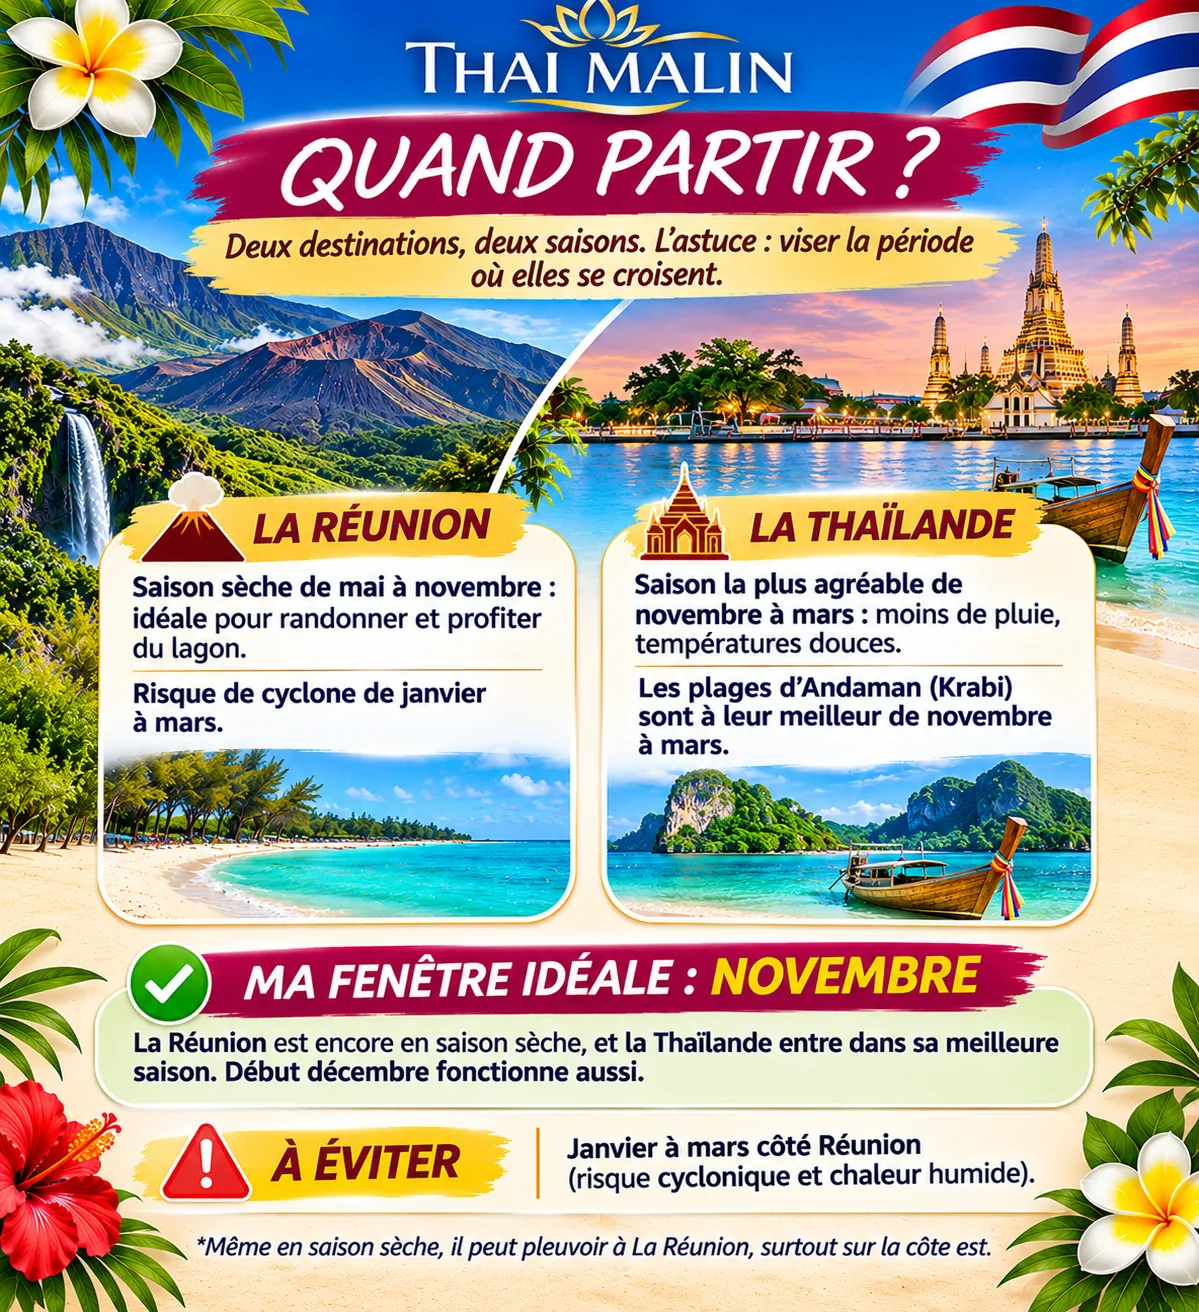 THAI MALIN
QUAND PARTIR ?
Deux destinations, deux saisons. L'astuce : viser la période
où elles se croisent.
LA RÉUNION
Saison sèche de mai à novembre :
idéale pour randonner et profiter
du lagon.
Risque de cyclone de janvier
à mars.
LA THAÏLANDE
Saison la plus agréable de
novembre à mars : moins de pluie,
températures douces.
Les plages d'Andaman (Krabi)
sont à leur meilleur de novembre
à mars.
MA FENÊTRE IDÉALE : NOVEMBRE
La Réunion est encore en saison sèche, et la Thaïlande entre dans sa meilleure
saison. Début décembre fonctionne aussi.
À ÉVITER
Janvier à mars côté Réunion
(risque cyclonique et chaleur humide).
*Même en saison sèche, il peut pleuvoir à La Réunion, surtout sur la côte est.